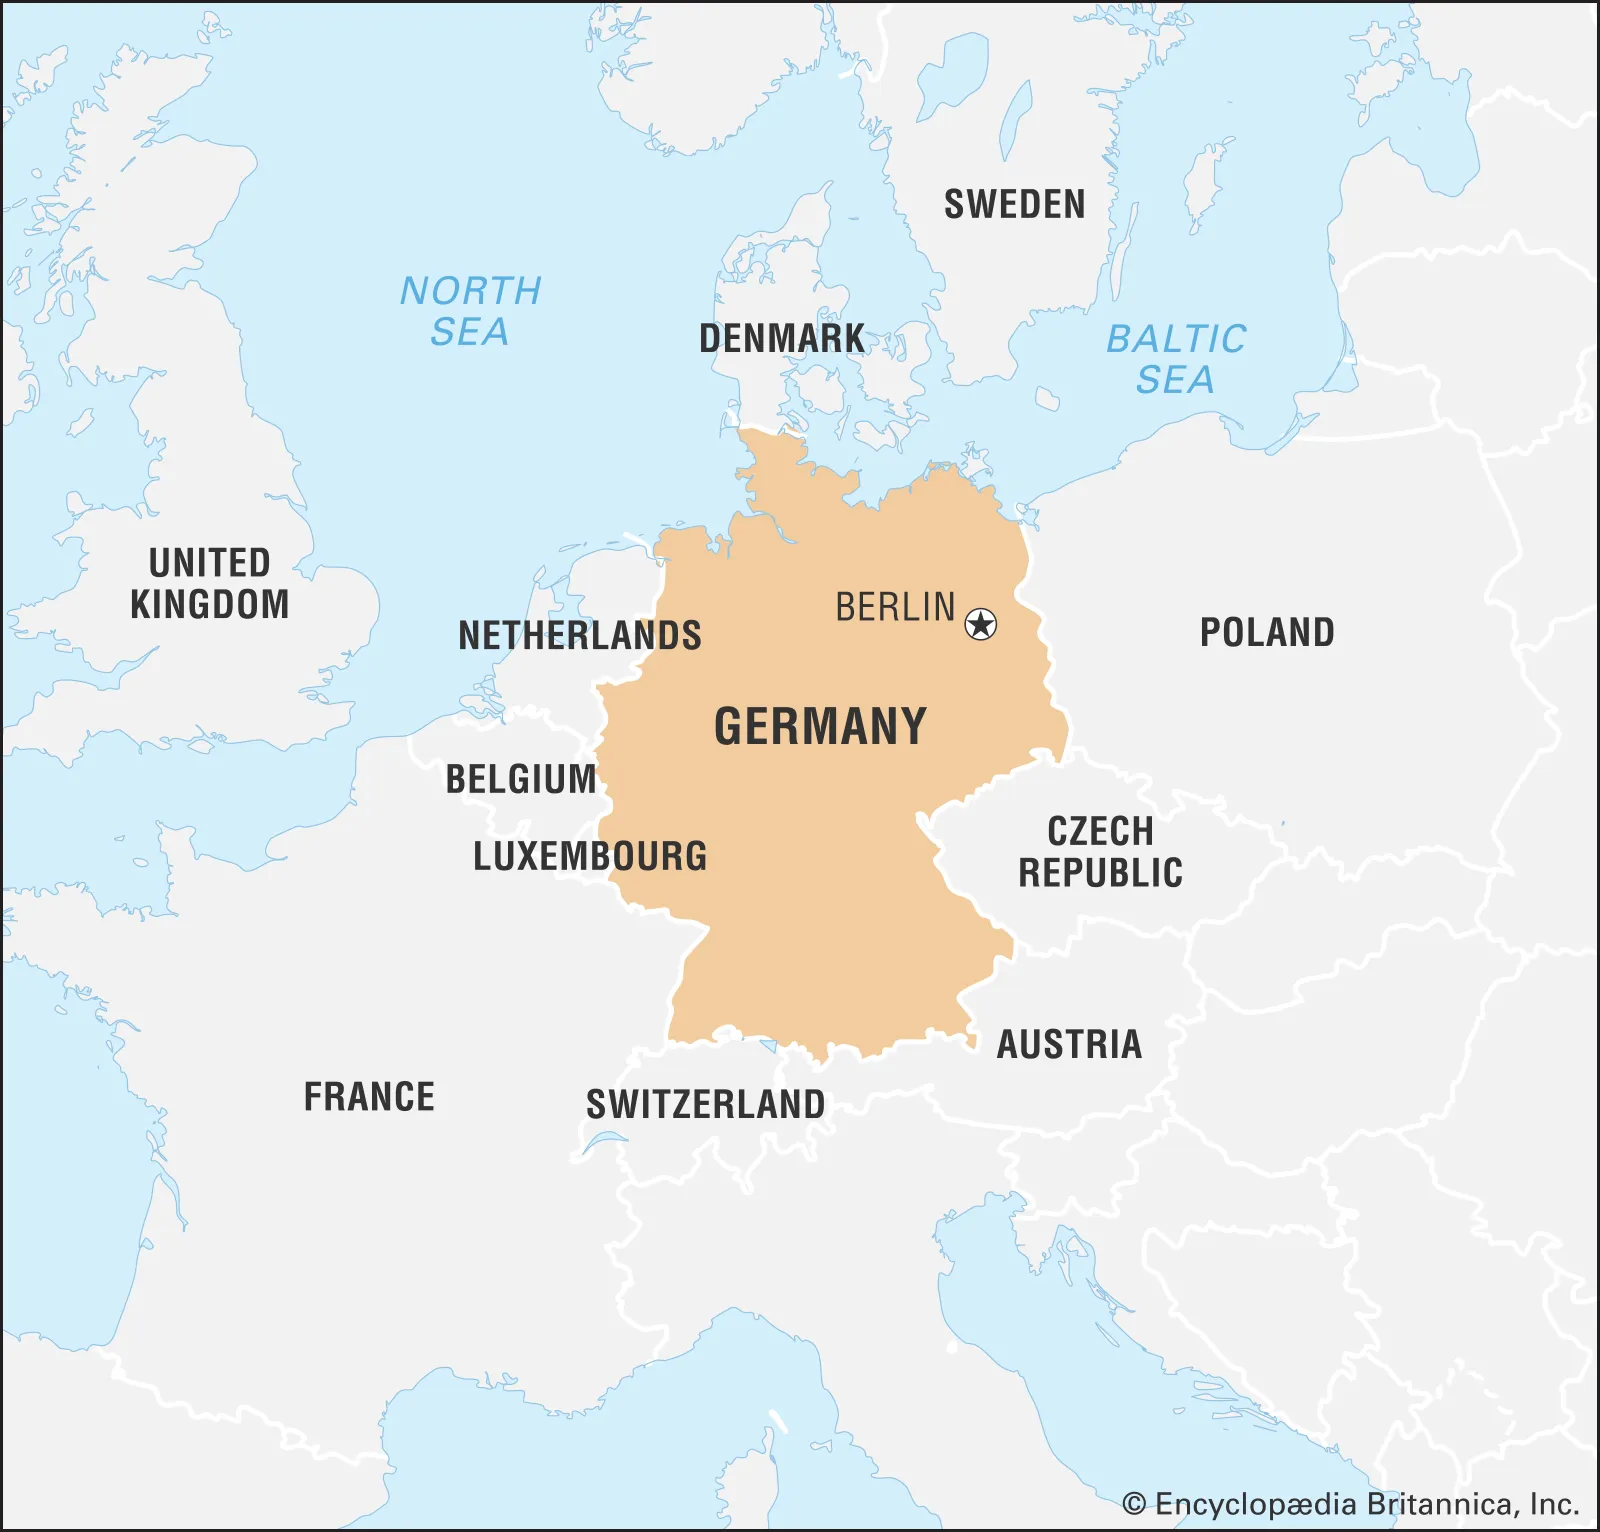 SWEDEN
NORTH
SEA
DENMARK
BALTIC
SEA
UNITED
KINGDOM
BERLIN
NETHERLANDS
POLAND
GERMANY
BELGIUM
CZECH
REPUBLIC
LUXEMBOURG
AUSTRIA
FRANCE
SWITZERLAND
© Encyclopædia Britannica, Inc.